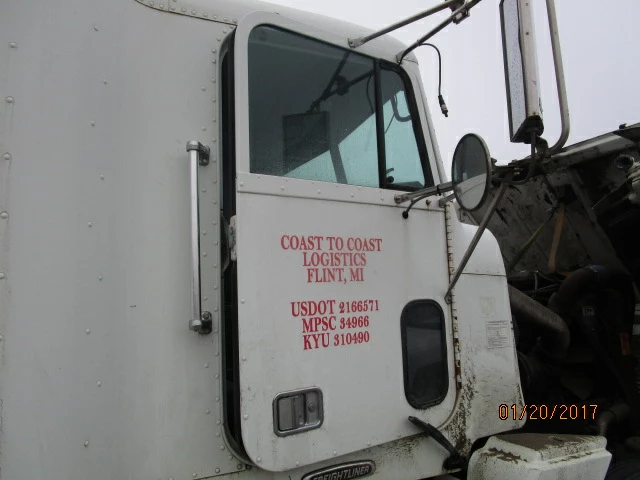 COAST TO COAST
LOGISTICS
FLINT, MI
USDOT 2166571
MPSC 34966
KYU 310490
01/20/2017
FREIGHTLINER